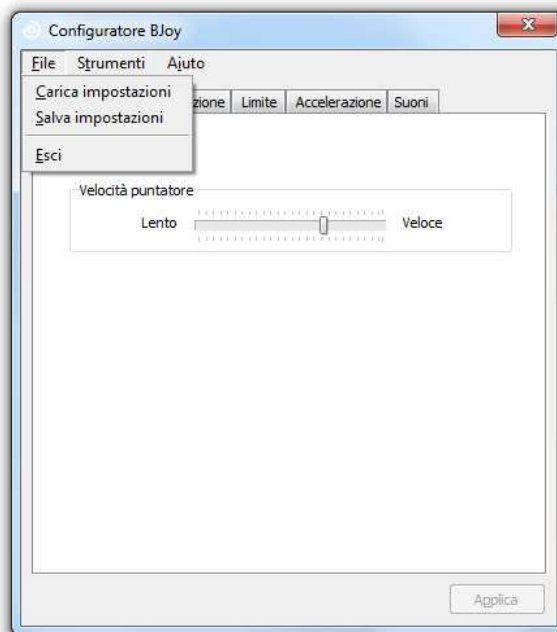 Configuratore BJoy
File Strumenti Aiuto
Carica impostazioni
Salva impostazioni
Esci
zione Limite Accelerazione Suoni
Velocità puntatore
Lento Veloce
Applica